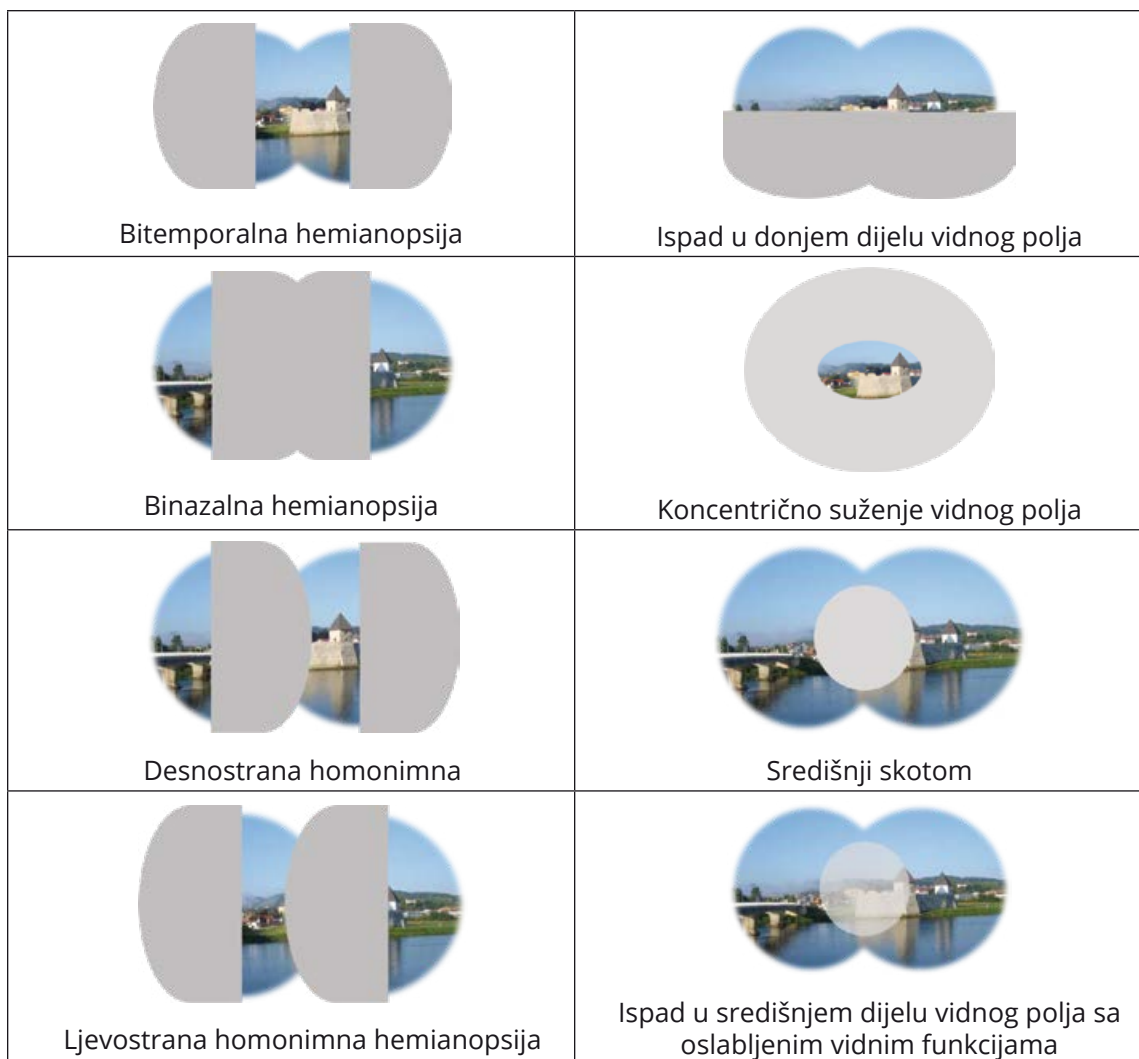 Bitemporalna hemianopsija
Ispad u donjem dijelu vidnog polja
Binazalna hemianopsija
Koncentrično suženje vidnog polja
Desnostrana homonimna
Središnji skotom
Ljevostrana homonimna hemianopsija
Ispad u središnjem dijelu vidnog polja sa
oslabljenim vidnim funkcijama